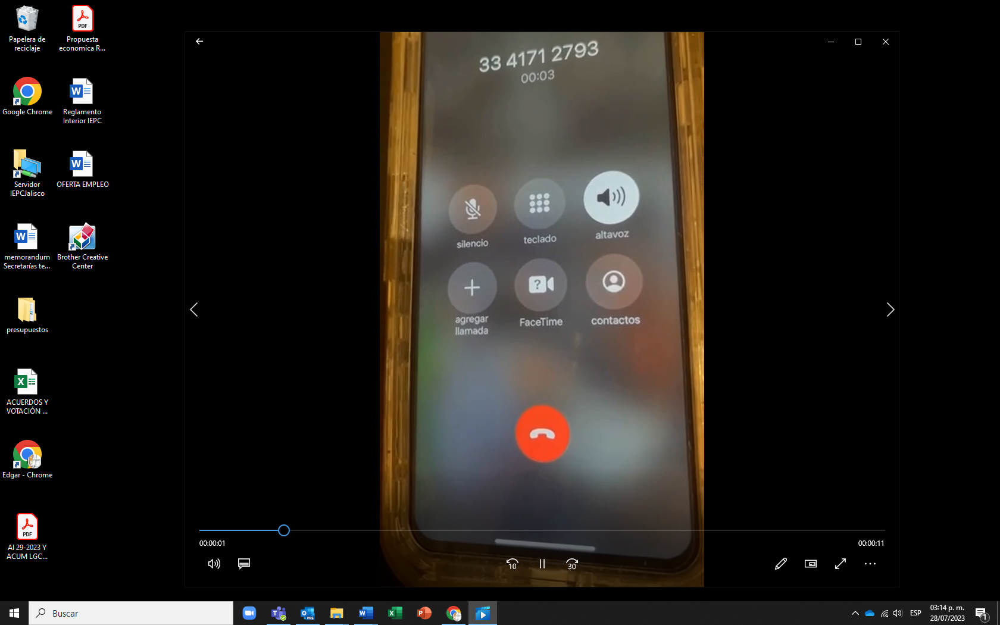 Papelera de
reciclaje
PDF
Propuesta
economica R...
Google Chrome
Reglamento
Interior IEPC
Servidor
IEPCJalisco
OFERTA EMPLEO
memorandum
Secretarías te...
Brother Creative
Center
presupuestos
ACUERDOS Y
VOTACIÓN ...
Edgar - Chrome
PDF
AI 29-2023 Y
ACUM LGC...
33 4171 2793
00:03
silencio
teclado
altavoz
agregar
llamada
FaceTime
contactos
00:00:01
00:00:11
10
30
Buscar
ESP
03:14 p. m.
28/07/2023
1